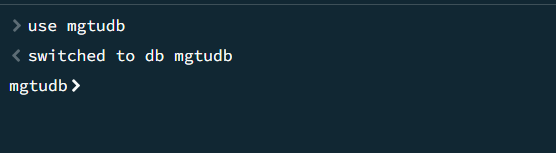 > use mgtudb
< switched to db mgtudb
mgtudb>